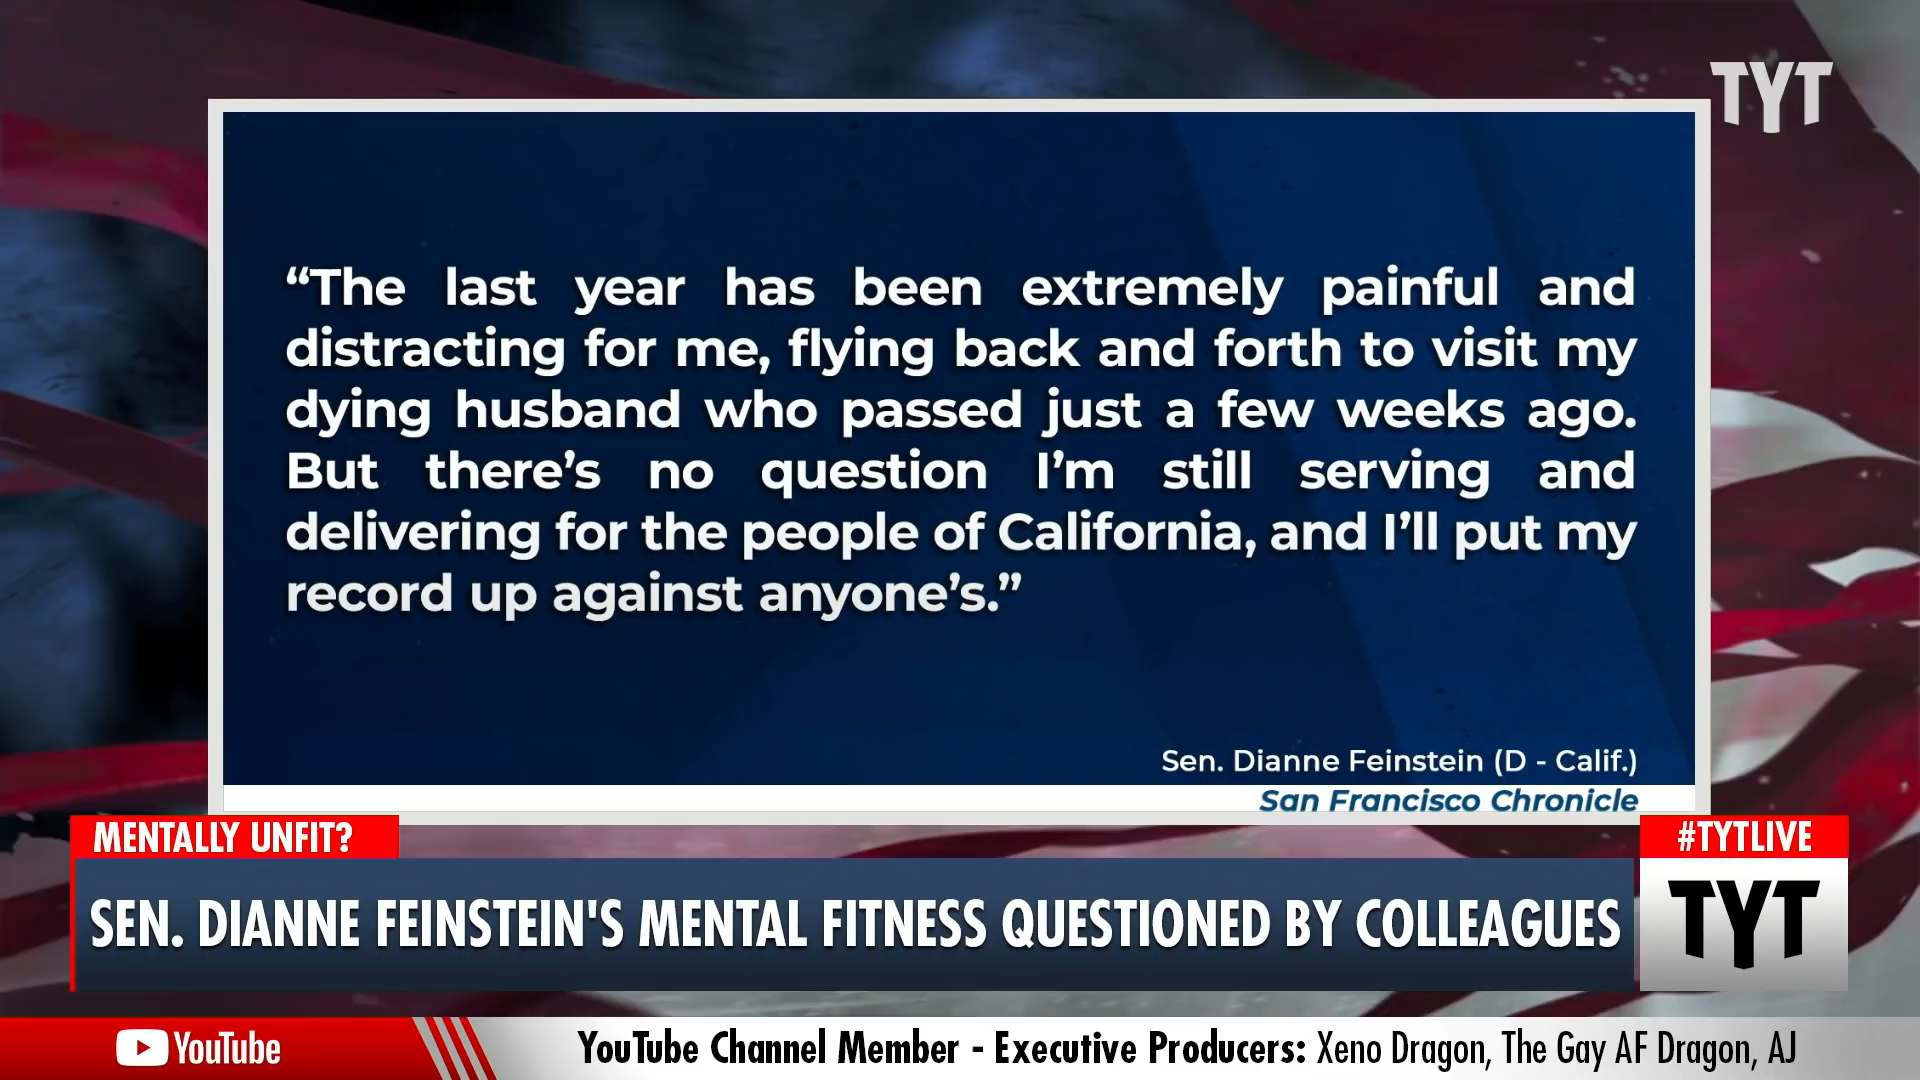 TYT
“The last year has been extremely painful and
distracting for me, flying back and forth to visit my
dying husband who passed just a few weeks ago.
But there’s no question I’m still serving and
delivering for the people of California, and I’ll put my
record up against anyone’s.”
Sen. Dianne Feinstein (D - Calif.)
San Francisco Chronicle
MENTALLY UNFIT?
#TYTLIVE
SEN. DIANNE FEINSTEIN'S MENTAL FITNESS QUESTIONED BY COLLEAGUES
TYT
YouTube
YouTube Channel Member - Executive Producers: Xeno Dragon, The Gay AF Dragon, AJ